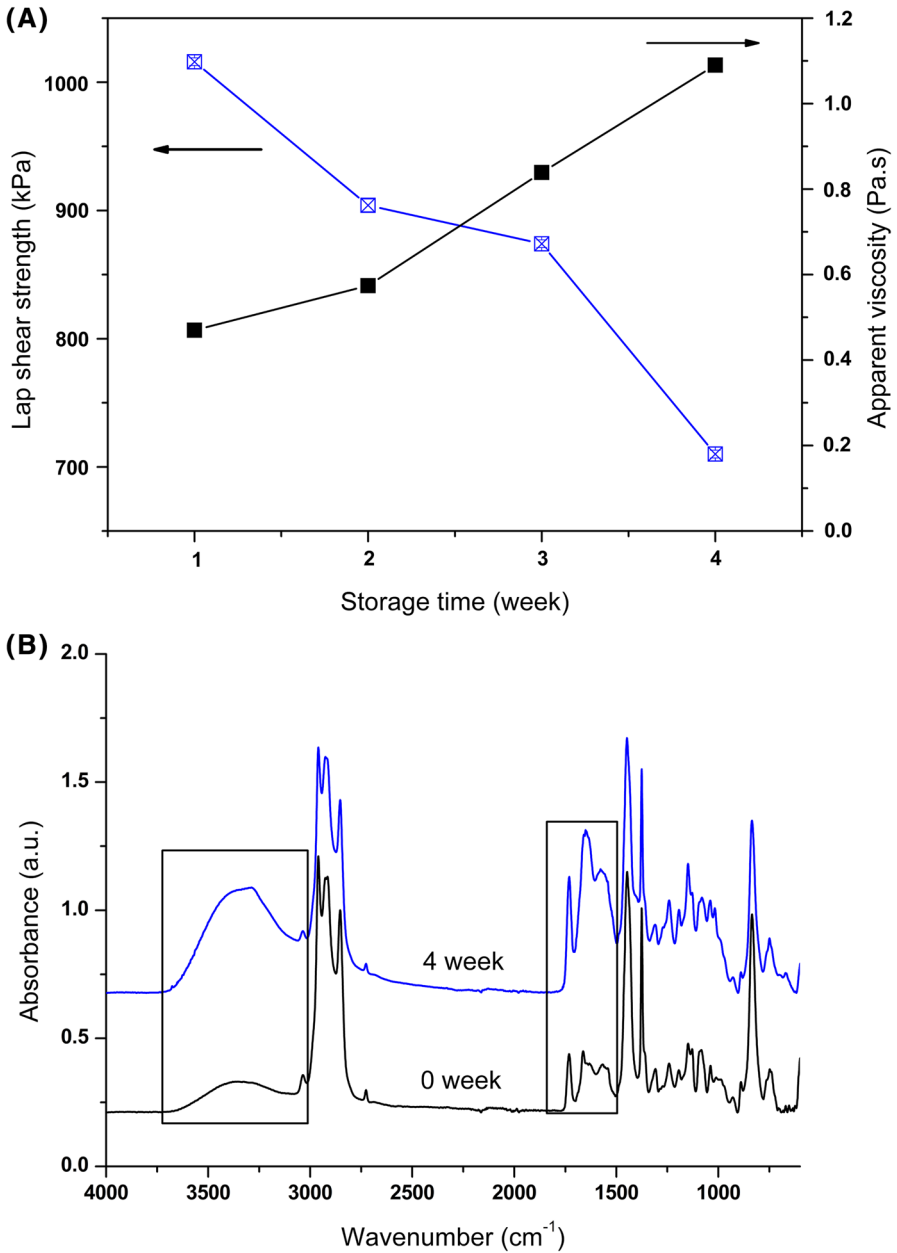 (A)
1.2
1000
1.0
900
0.8
0.6
800
0.4
700
0.2
0.0
Lap shear strength (kPa)
Apparent viscosity (Pa.s)
1 2 3 4
Storage time (week)
(B)
2.0
1.5
1.0
0.5
0.0
Absorbance (a.u.)
4 week
0 week
4000 3500 3000 2500 2000 1500 1000
Wavenumber (cm⁻¹)